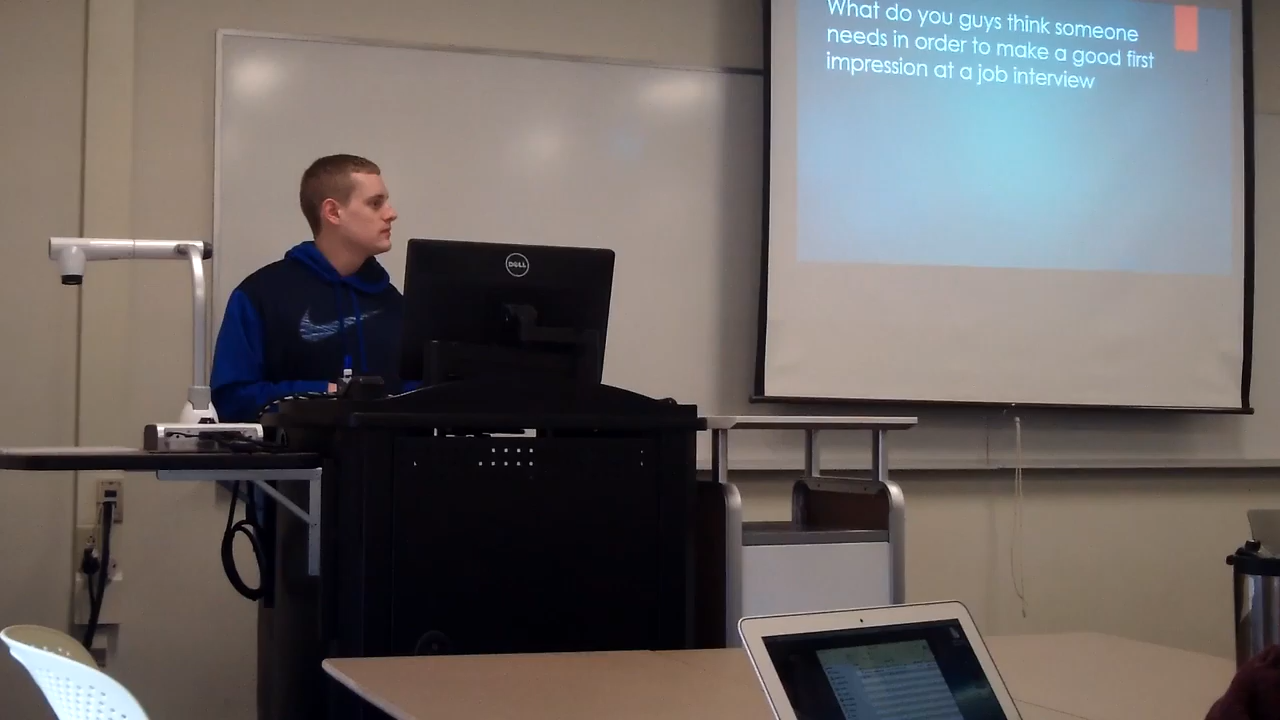 What do you guys think someone
needs in order to make a good first
impression at a job interview
DELL